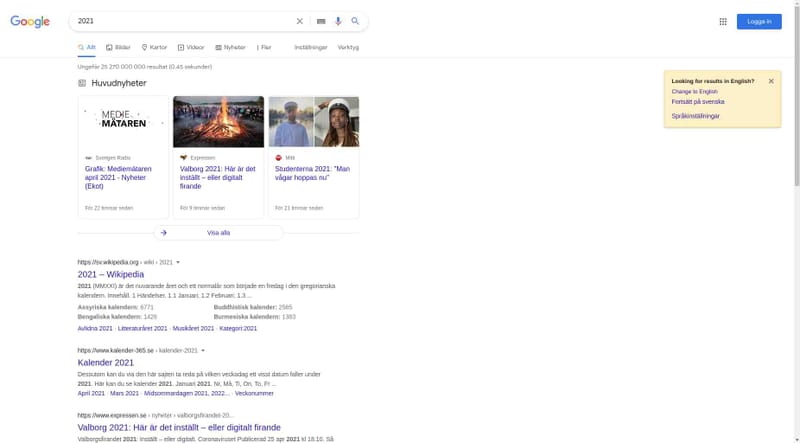 Google
2021
Logga in
Allt Bilder Kartor Videor Nyheter Fler Inställningar Verktyg
Ungefär 25 270 000 000 resultat (0,45 sekunder)
Looking for results in English?
Change to English
Fortsätt på svenska
Språkinställningar
Huvudnyheter
MEDIE
MÄTAREN
Sveriges Radio
Grafik: Mediemätaren
april 2021 - Nyheter
(Ekot)
För 22 timmar sedan
Expressen
Valborg 2021: Här är det
inställt – eller digitalt
firande
För 9 timmar sedan
Mitti
Studenterna 2021: "Man
vågar hoppas nu"
För 21 timmar sedan
Visa alla
https://sv.wikipedia.org › wiki › 2021
2021 – Wikipedia
2021 (MMXXI) är det nuvarande året och ett normalår som började en fredag i den gregorianska
kalendern. Innehåll. 1 Händelser. 1.1 Januari; 1.2 Februari; 1.3 ...
Assyriska kalendern: 6771 Buddhistisk kalender: 2565
Bengaliska kalendern: 1428 Burmesiska kalendern: 1383
Avlidna 2021 · Litteraturåret 2021 · Musikåret 2021 · Kategori:2021
https://www.kalender-365.se › kalender-2021
Kalender 2021
Dessutom kan du via den här sajten ta reda på vilken veckodag ett visst datum faller under
2021. Här kan du se kalender 2021. Januari 2021. Nr, Må, Ti, On, To, Fr ...
April 2021 · Mars 2021 · Midsommardagen 2021, 2022... · Veckonummer
https://www.expressen.se › nyheter › valborgsfirandet-20...
Valborg 2021: Här är det inställt – eller digitalt firande
Valborgsfirandet 2021: Inställt – eller digitalt. Coronaviruset Publicerad 25 apr 2021 kl 18.10. Så